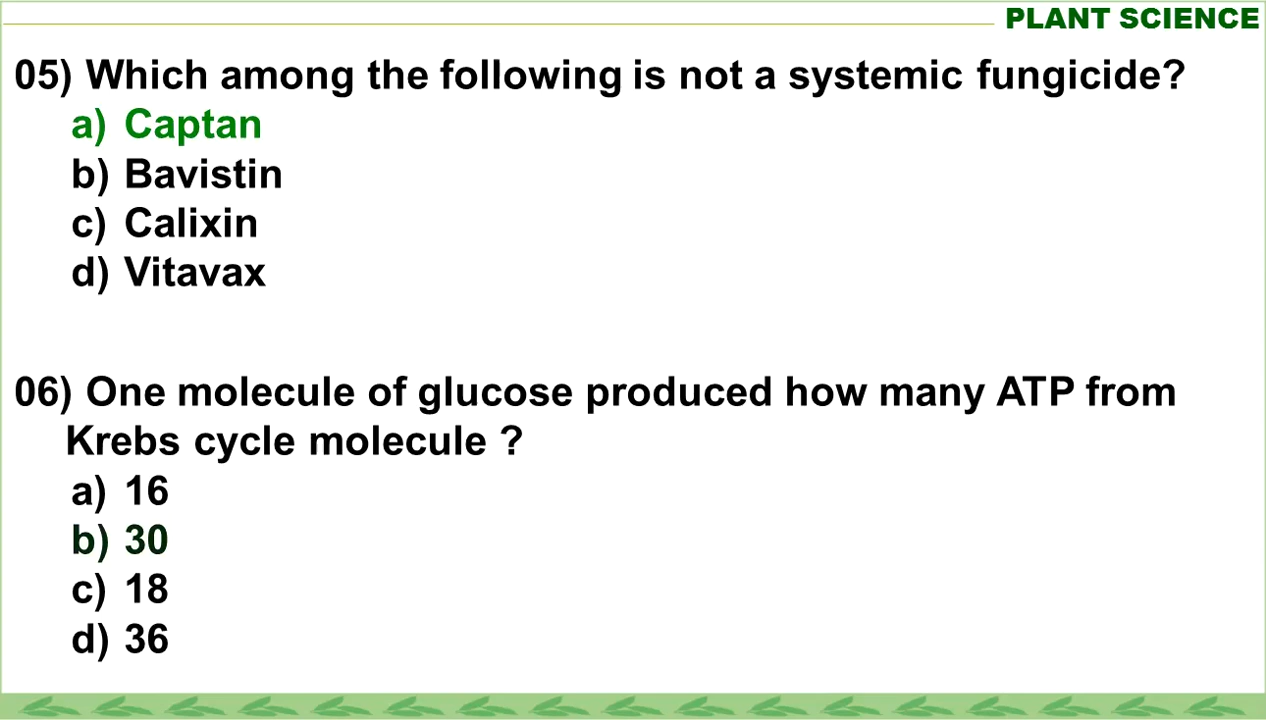 PLANT SCIENCE
05) Which among the following is not a systemic fungicide?
a) Captan
b) Bavistin
c) Calixin
d) Vitavax
06) One molecule of glucose produced how many ATP from
Krebs cycle molecule ?
a) 16
b) 30
c) 18
d) 36